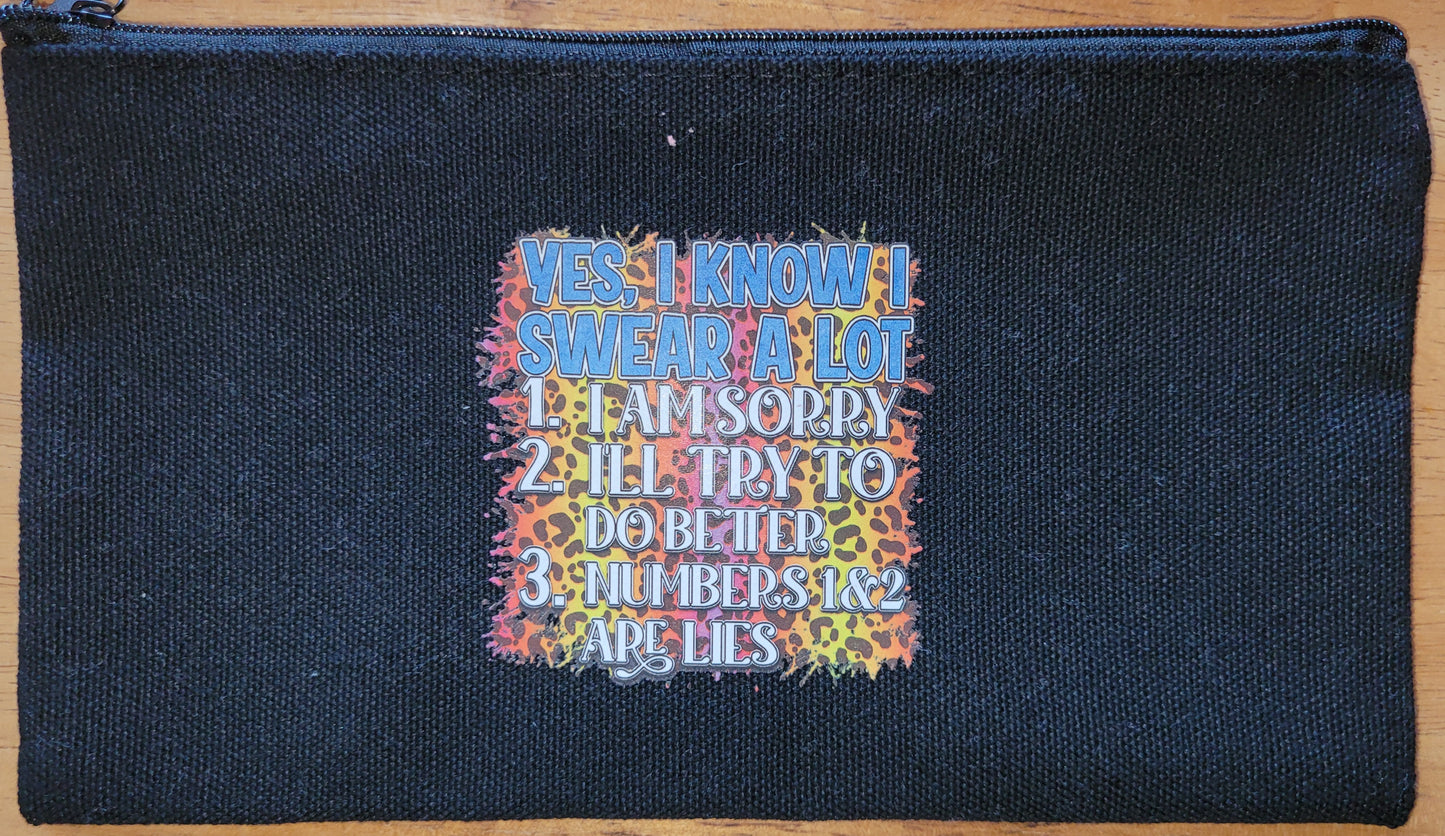 YES, I KNOW I
SWEAR A LOT
1. I AM SORRY
2. I'LL TRY TO
DO BETTER
3. NUMBERS 1&2
ARE LIES